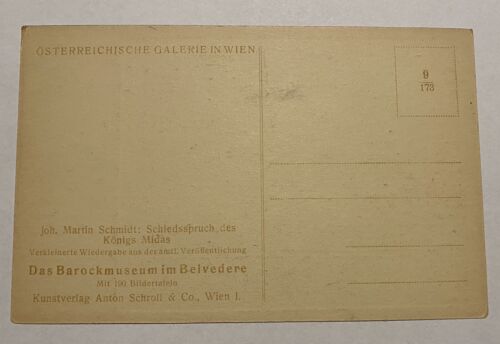 ÖSTERREICHISCHE GALERIE IN WIEN
9
173
Joh. Martin Schmidt: Schiedsspruch des
Königs Midas
Verkleinerte Wiedergabe aus der amtl. Veröffentlichung
Das Barockmuseum im Belvedere
Mit 190 Bildertafeln
Kunstverlag Anton Schroll & Co., Wien I.